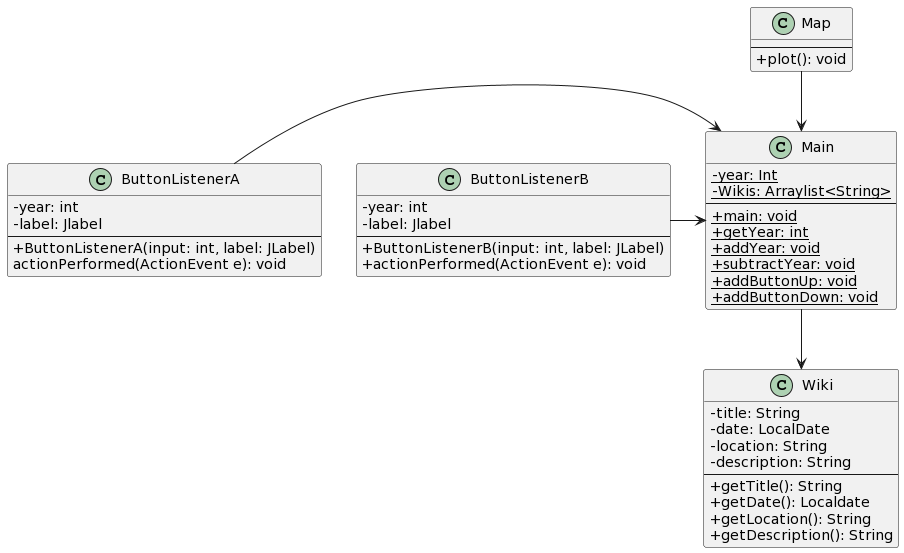 C Map
+plot(): void
C ButtonListenerA
-year: int
-label: Jlabel
+ButtonListenerA(input: int, label: JLabel)
actionPerformed(ActionEvent e): void
C ButtonListenerB
-year: int
-label: Jlabel
+ButtonListenerB(input: int, label: JLabel)
+actionPerformed(ActionEvent e): void
C Main
-year: Int
-Wikis: Arraylist<String>
+main: void
+getYear: int
+addYear: void
+subtractYear: void
+addButtonUp: void
+addButtonDown: void
C Wiki
-title: String
-date: LocalDate
-location: String
-description: String
+getTitle(): String
+getDate(): Localdate
+getLocation(): String
+getDescription(): String